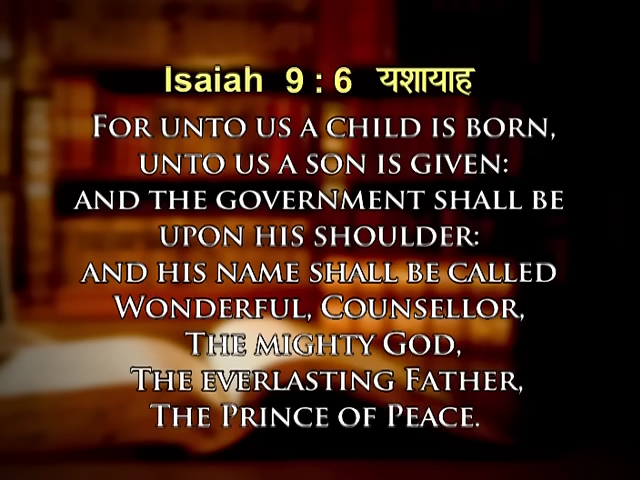 Isaiah 9 : 6 यशायाह
FOR UNTO US A CHILD IS BORN,
UNTO US A SON IS GIVEN:
AND THE GOVERNMENT SHALL BE
UPON HIS SHOULDER:
AND HIS NAME SHALL BE CALLED
WONDERFUL, COUNSELLOR,
THE MIGHTY GOD,
THE EVERLASTING FATHER,
THE PRINCE OF PEACE.